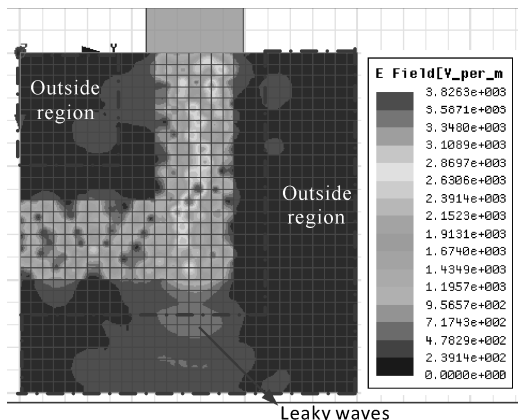 Y
Outside
region
Outside
region
E Field[V_per_m
3.8263e+003
3.5871e+003
3.3480e+003
3.1089e+003
2.8697e+003
2.6306e+003
2.3914e+003
2.1523e+003
1.9131e+003
1.6740e+003
1.4349e+003
1.1957e+003
9.5657e+002
7.1743e+002
4.7829e+002
2.3914e+002
0.0000e+000
Leaky waves